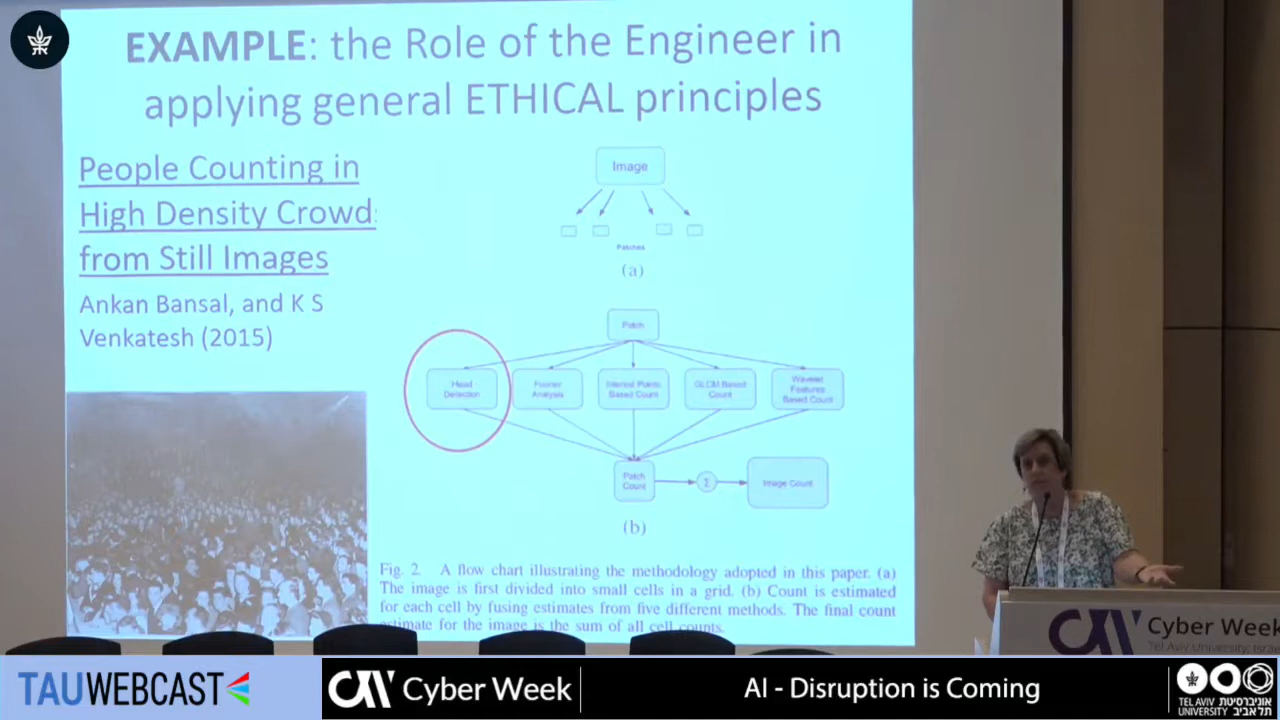 EXAMPLE: the Role of the Engineer in
applying general ETHICAL principles
People Counting in
High Density Crowd
from Still Images
Ankan Bansal, and K S
Venkatesh (2015)
Image
Patches
(a)
Patch
Head
Detection
Fourier
Analysis
Interest Points
Based Count
GLCM Based
Count
Wavelet
Features
Based Count
Patch
Count
Σ
Image Count
(b)
Fig. 2. A flow chart illustrating the methodology adopted in this paper. (a)
The image is first divided into small cells in a grid. (b) Count is estimated
for each cell by fusing estimates from five different methods. The final count
estimate for the image is the sum of all cell counts.
Cyber Week
Tel Aviv University, Israe
TAUWEBCAST
Cyber Week
AI - Disruption is Coming
TEL AVIV אוניברסיטת
UNIVERSITY תל אביב